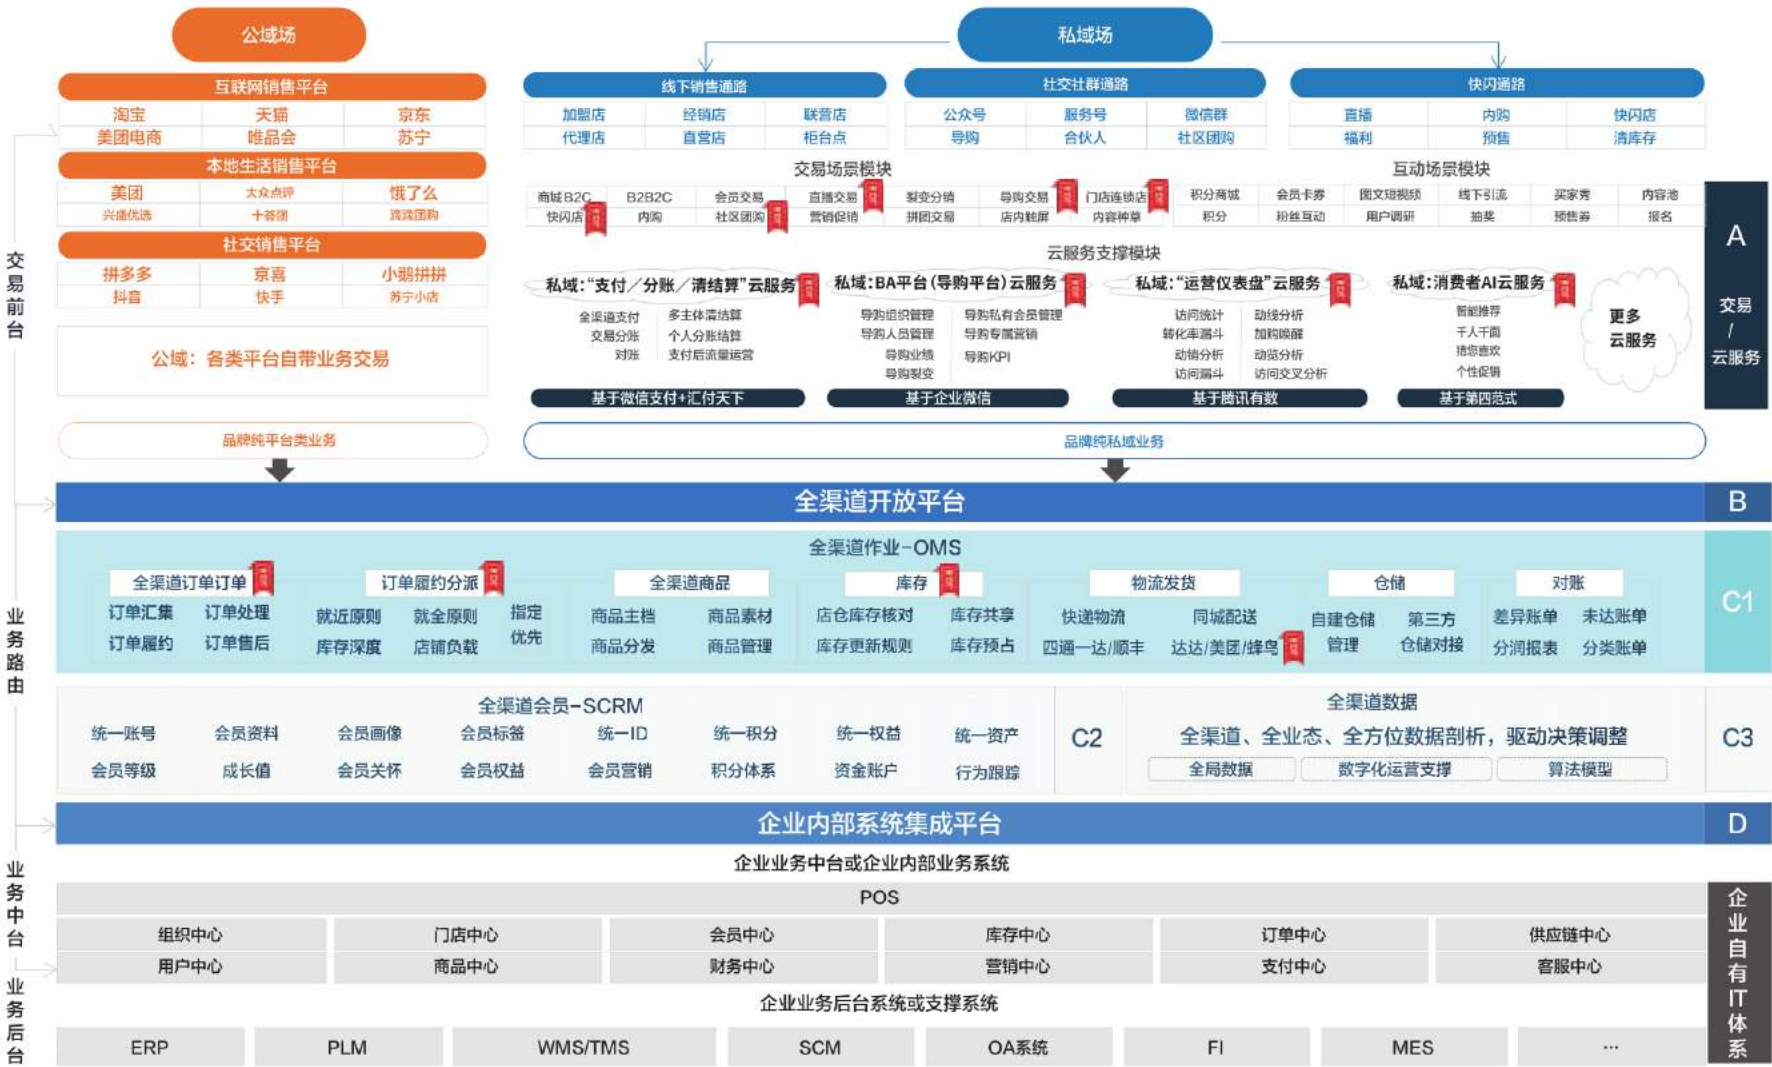 公域场
私域场
互联网销售平台
淘宝 天猫 京东
美团电商 唯品会 苏宁
本地生活销售平台
美团 大众点评 饿了么
兴盛优选 十荟团 滴滴团购
社交销售平台
拼多多 京喜 小鹅拼拼
抖音 快手 苏宁小店
公域：各类平台自带业务交易
品牌纯平台类业务
线下销售通路
加盟店 经销店 联营店
代理店 直营店 柜台点
社交社群通路
公众号 服务号 微信群
导购 合伙人 社区团购
快闪通路
直播 内购 快闪店
福利 预售 清库存
交易场景模块
商城B2C B2B2C 会员交易 直播交易 裂变分销 导购交易 门店连锁店
快闪店 内购 社区团购 营销促销 拼团交易 店内触屏 内容种草
互动场景模块
积分商城 会员卡券 图文短视频 线下引流 买家秀 内容池
积分 粉丝互动 用户调研 抽奖 预售券 报名
云服务支撑模块
私域：“支付／分账／清结算”云服务
全渠道支付 多主体清结算
交易分账 个人分账结算
对账 支付后流量运营
基于微信支付+汇付天下
私域：BA平台（导购平台）云服务
导购组织管理 导购私有会员管理
导购人员管理 导购专属营销
导购业绩 导购KPI
导购裂变
基于企业微信
私域：“运营仪表盘”云服务
访问统计 动线分析
转化率漏斗 加购唤醒
动销分析 动览分析
访问漏斗 访问交叉分析
基于腾讯有数
私域：消费者AI云服务
智能推荐
千人千面
猜您喜欢
个性促销
基于第四范式
更多
云服务
品牌纯私域业务
A
交易
/
云服务
交易前台
全渠道开放平台
B
全渠道作业-OMS
全渠道订单订单
订单汇集 订单处理
订单履约 订单售后
订单履约分派
就近原则 就全原则 指定
库存深度 店铺负载 优先
全渠道商品
商品主档 商品素材
商品分发 商品管理
库存
店仓库存核对 库存共享
库存更新规则 库存预占
物流发货
快递物流 同城配送
四通一达/顺丰 达达/美团/蜂鸟
仓储
自建仓储 第三方
管理 仓储对接
对账
差异账单 未达账单
分润报表 分类账单
C1
业务路由
全渠道会员-SCRM
统一账号 会员资料 会员画像 会员标签 统一ID 统一积分 统一权益 统一资产
会员等级 成长值 会员关怀 会员权益 会员营销 积分体系 资金账户 行为跟踪
C2
全渠道数据
全渠道、全业态、全方位数据剖析，驱动决策调整
全局数据 数字化运营支撑 算法模型
C3
企业内部系统集成平台
D
业务中台
企业业务中台或企业内部业务系统
POS
组织中心 门店中心 会员中心 库存中心 订单中心 供应链中心
用户中心 商品中心 财务中心 营销中心 支付中心 客服中心
业务后台
企业业务后台系统或支撑系统
ERP PLM WMS/TMS SCM OA系统 FI MES ...
企业自有IT体系